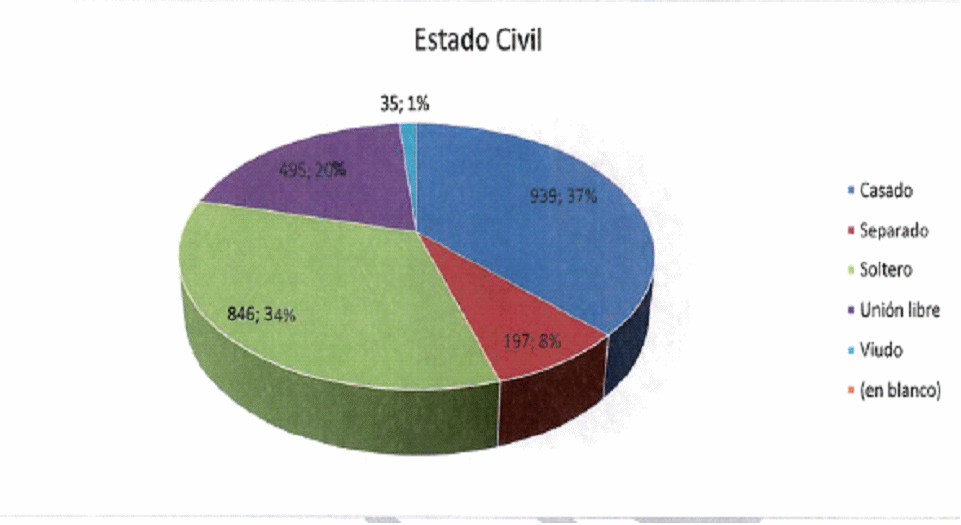 Estado Civil
35; 1%
495; 20%
939; 37%
846; 34%
197; 8%
Casado
Separado
Soltero
Unión libre
Viudo
(en blanco)